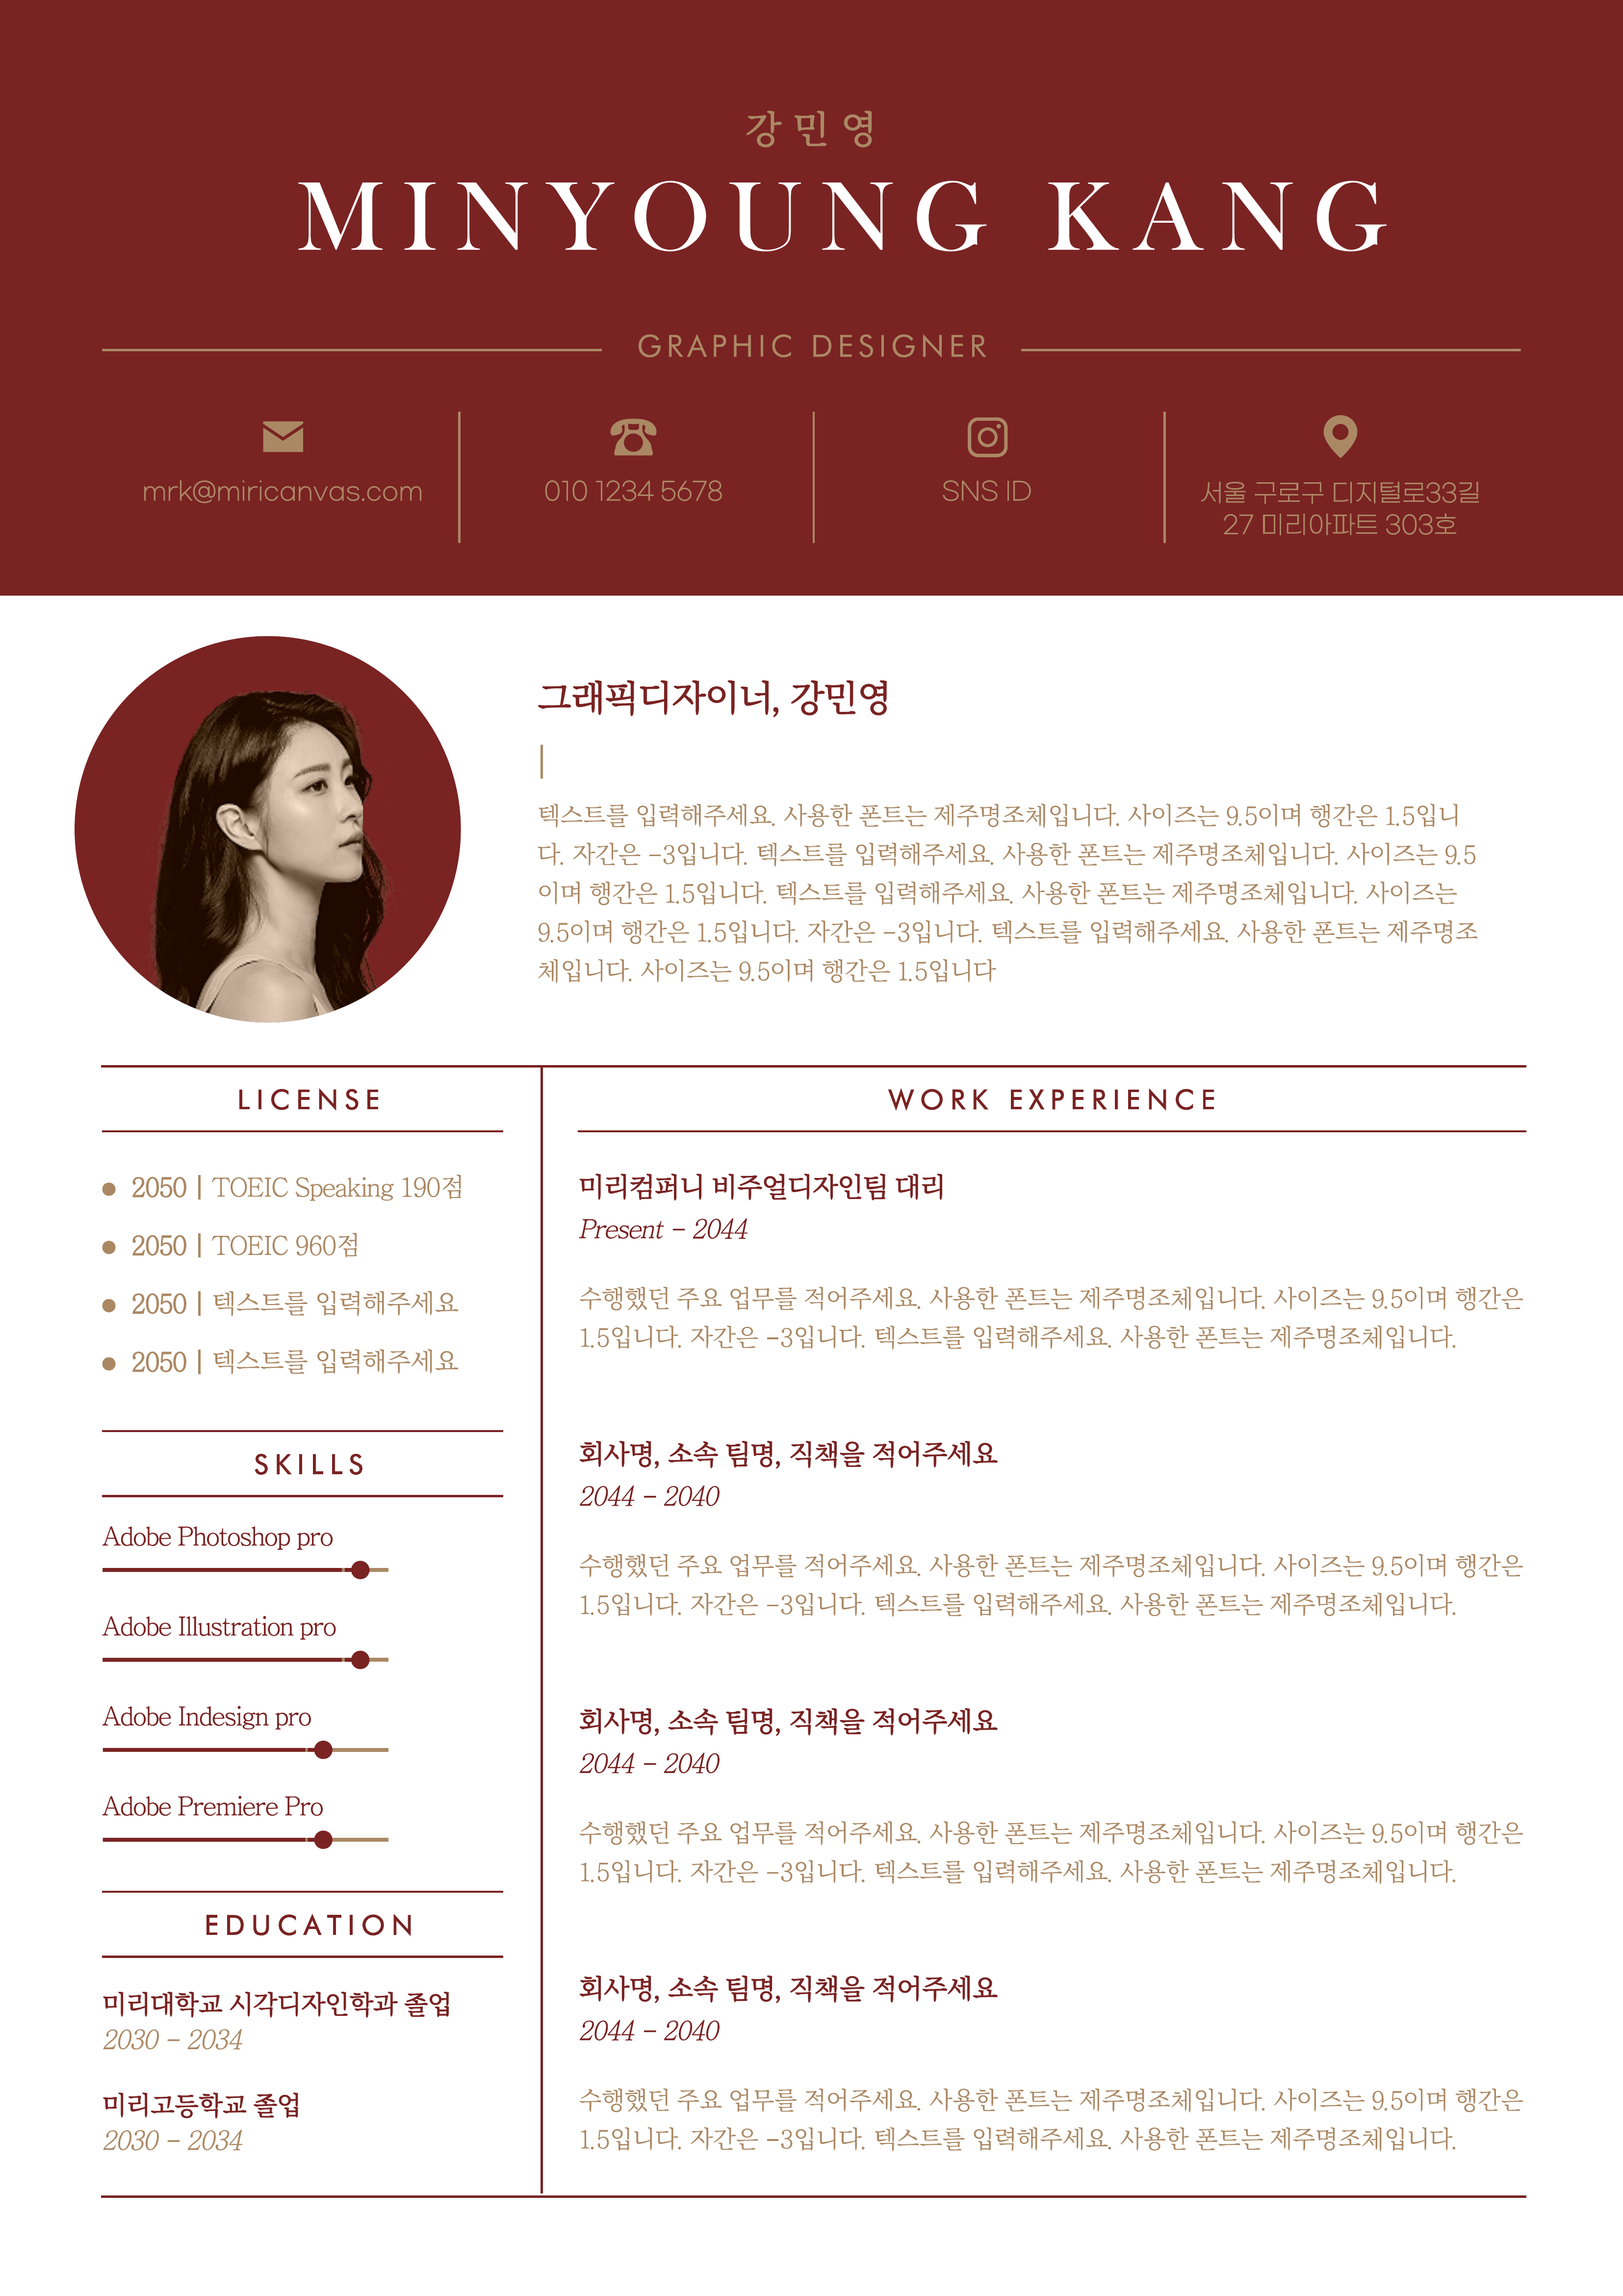 강민영
MINYOUNG KANG
GRAPHIC DESIGNER
mrk@miricanvas.com
010 1234 5678
SNS ID
서울 구로구 디지털로33길
27 미리아파트 303호
그래픽디자이너, 강민영
텍스트를 입력해주세요. 사용한 폰트는 제주명조체입니다. 사이즈는 9.5이며 행간은 1.5입니
다. 자간은 -3입니다. 텍스트를 입력해주세요. 사용한 폰트는 제주명조체입니다. 사이즈는 9.5
이며 행간은 1.5입니다. 텍스트를 입력해주세요. 사용한 폰트는 제주명조체입니다. 사이즈는
9.5이며 행간은 1.5입니다. 자간은 -3입니다. 텍스트를 입력해주세요. 사용한 폰트는 제주명조
체입니다. 사이즈는 9.5이며 행간은 1.5입니다
LICENSE
2050 | TOEIC Speaking 190점
2050 | TOEIC 960점
2050 | 텍스트를 입력해주세요
2050 | 텍스트를 입력해주세요
SKILLS
Adobe Photoshop pro
Adobe Illustration pro
Adobe Indesign pro
Adobe Premiere Pro
EDUCATION
미리대학교 시각디자인학과 졸업
2030 - 2034
미리고등학교 졸업
2030 - 2034
WORK EXPERIENCE
미리컴퍼니 비주얼디자인팀 대리
Present - 2044
수행했던 주요 업무를 적어주세요. 사용한 폰트는 제주명조체입니다. 사이즈는 9.5이며 행간은
1.5입니다. 자간은 -3입니다. 텍스트를 입력해주세요. 사용한 폰트는 제주명조체입니다.
회사명, 소속 팀명, 직책을 적어주세요
2044 - 2040
수행했던 주요 업무를 적어주세요. 사용한 폰트는 제주명조체입니다. 사이즈는 9.5이며 행간은
1.5입니다. 자간은 -3입니다. 텍스트를 입력해주세요. 사용한 폰트는 제주명조체입니다.
회사명, 소속 팀명, 직책을 적어주세요
2044 - 2040
수행했던 주요 업무를 적어주세요. 사용한 폰트는 제주명조체입니다. 사이즈는 9.5이며 행간은
1.5입니다. 자간은 -3입니다. 텍스트를 입력해주세요. 사용한 폰트는 제주명조체입니다.
회사명, 소속 팀명, 직책을 적어주세요
2044 - 2040
수행했던 주요 업무를 적어주세요. 사용한 폰트는 제주명조체입니다. 사이즈는 9.5이며 행간은
1.5입니다. 자간은 -3입니다. 텍스트를 입력해주세요. 사용한 폰트는 제주명조체입니다.